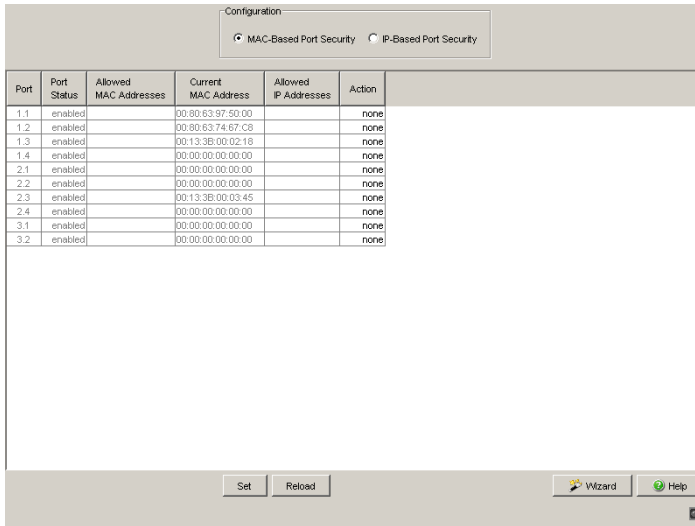 Configuration
MAC-Based Port Security IP-Based Port Security
Port Port Status Allowed MAC Addresses Current MAC Address Allowed IP Addresses Action
1.1 enabled 00:80:63:97:50:00 none
1.2 enabled 00:80:63:74:67:C8 none
1.3 enabled 00:13:3B:00:02:18 none
1.4 enabled 00:00:00:00:00:00 none
2.1 enabled 00:00:00:00:00:00 none
2.2 enabled 00:00:00:00:00:00 none
2.3 enabled 00:13:3B:00:03:45 none
2.4 enabled 00:00:00:00:00:00 none
3.1 enabled 00:00:00:00:00:00 none
3.2 enabled 00:00:00:00:00:00 none
Set Reload Wizard Help